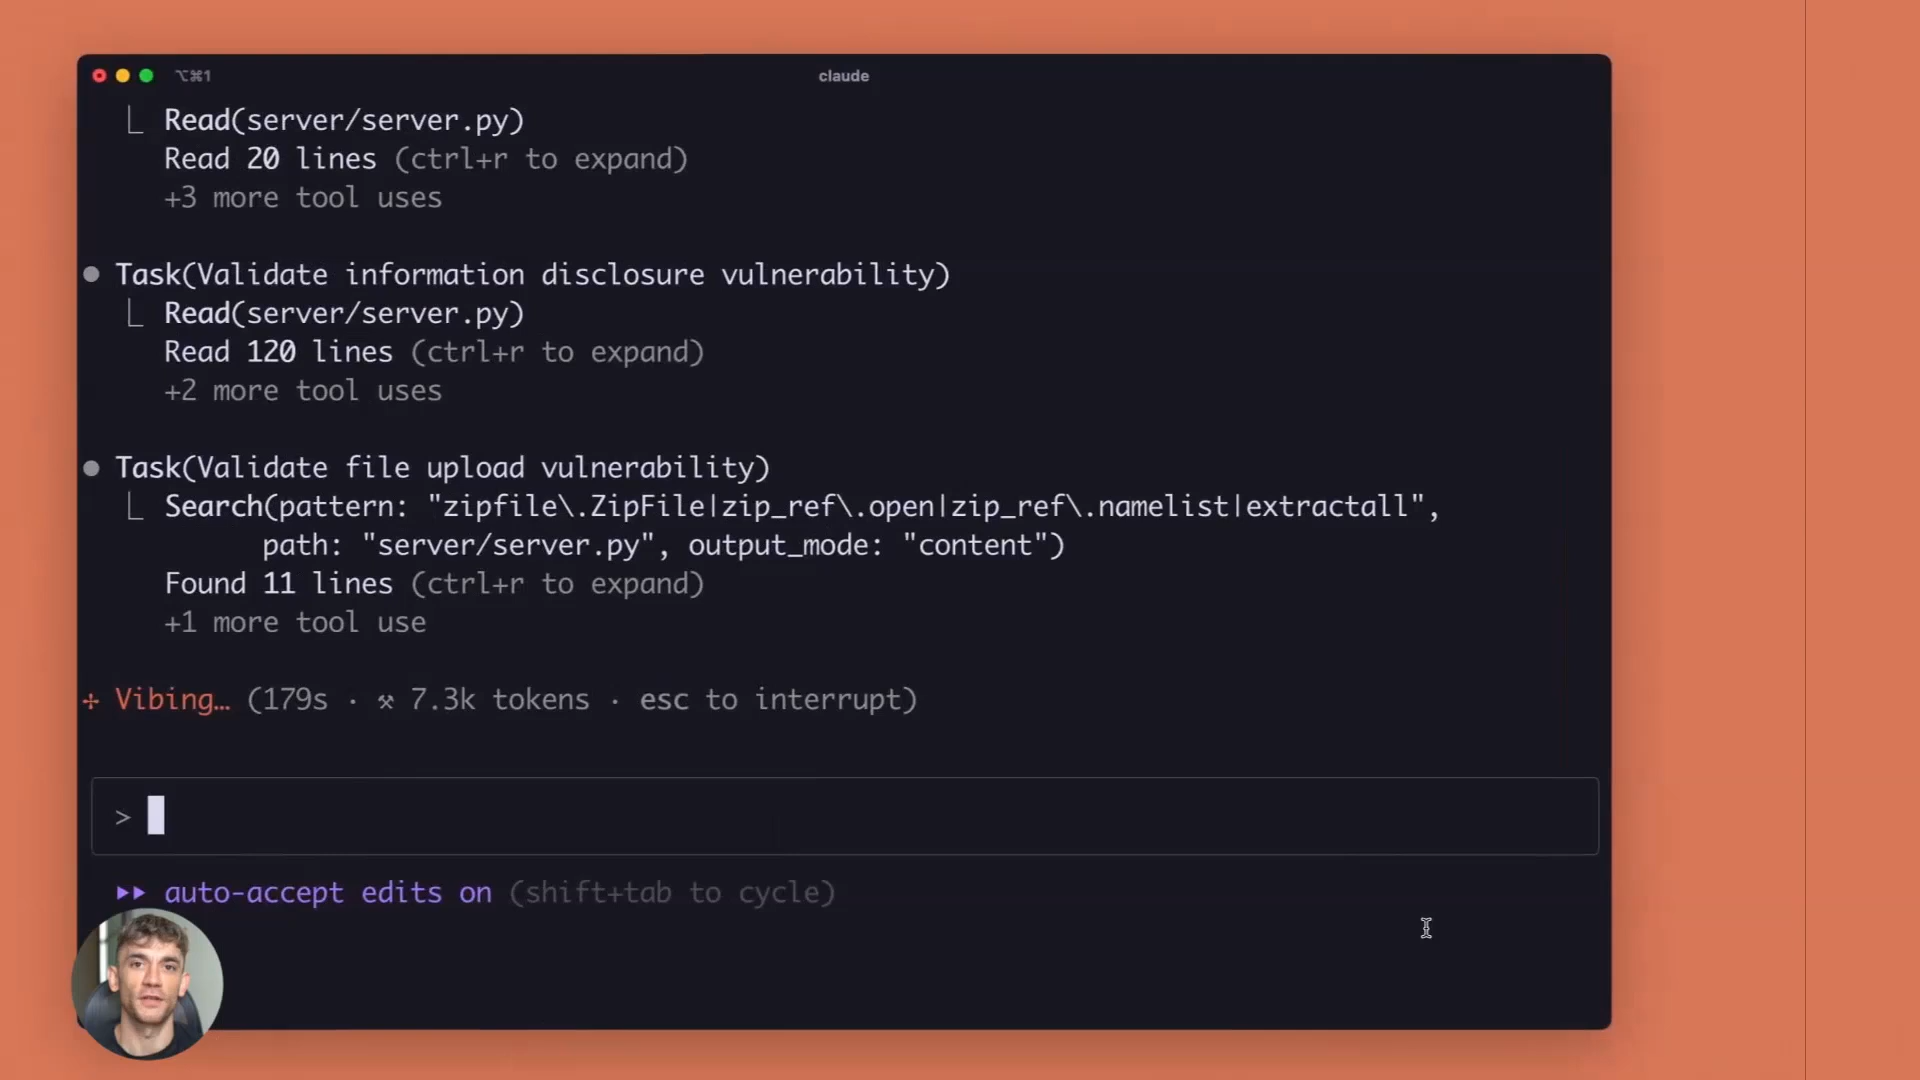 ⌥⌘1
claude
⎿ Read(server/server.py)
Read 20 lines (ctrl+r to expand)
+3 more tool uses
● Task(Validate information disclosure vulnerability)
⎿ Read(server/server.py)
Read 120 lines (ctrl+r to expand)
+2 more tool uses
● Task(Validate file upload vulnerability)
⎿ Search(pattern: "zipfile\.ZipFile|zip_ref\.open|zip_ref\.namelist|extractall",
path: "server/server.py", output_mode: "content")
Found 11 lines (ctrl+r to expand)
+1 more tool use
✢ Vibing… (179s · ⚒ 7.3k tokens · esc to interrupt)
>
⏵⏵ auto-accept edits on (shift+tab to cycle)